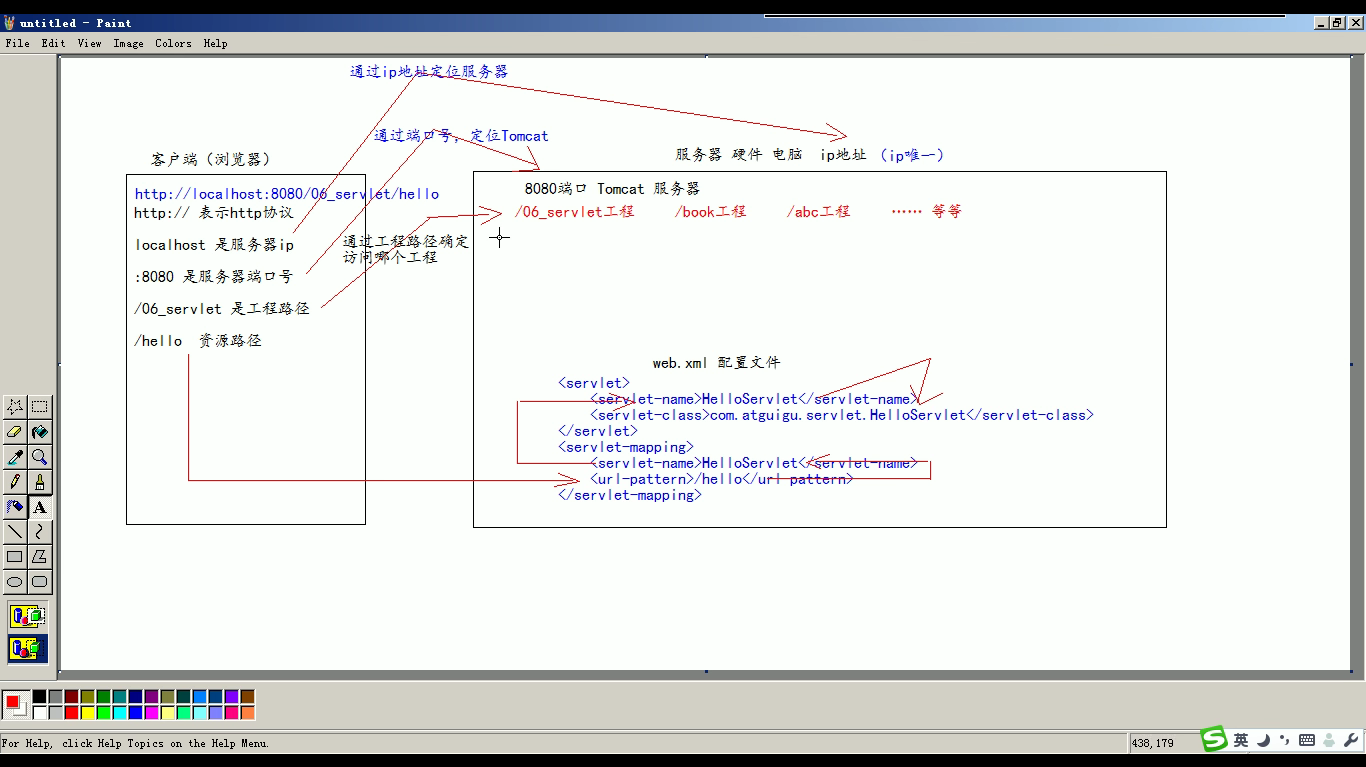 untitled - Paint
File Edit View Image Colors Help
通过ip地址定位服务器
通过端口号，定位Tomcat
客户端（浏览器）
服务器 硬件 电脑 ip地址 （ip唯一）
http://localhost:8080/06_servlet/hello
http:// 表示http协议
localhost 是服务器ip
:8080 是服务器端口号
/06_servlet 是工程路径
/hello 资源路径
通过工程路径确定
访问哪个工程
8080端口 Tomcat 服务器
/06_servlet工程 /book工程 /abc工程 …… 等等
web.xml 配置文件
<servlet>
<servlet-name>HelloServlet</servlet-name>
<servlet-class>com.atguigu.servlet.HelloServlet</servlet-class>
</servlet>
<servlet-mapping>
<servlet-name>HelloServlet</servlet-name>
<url-pattern>/hello</url-pattern>
</servlet-mapping>
A
For Help, click Help Topics on the Help Menu.
438,179
S 英